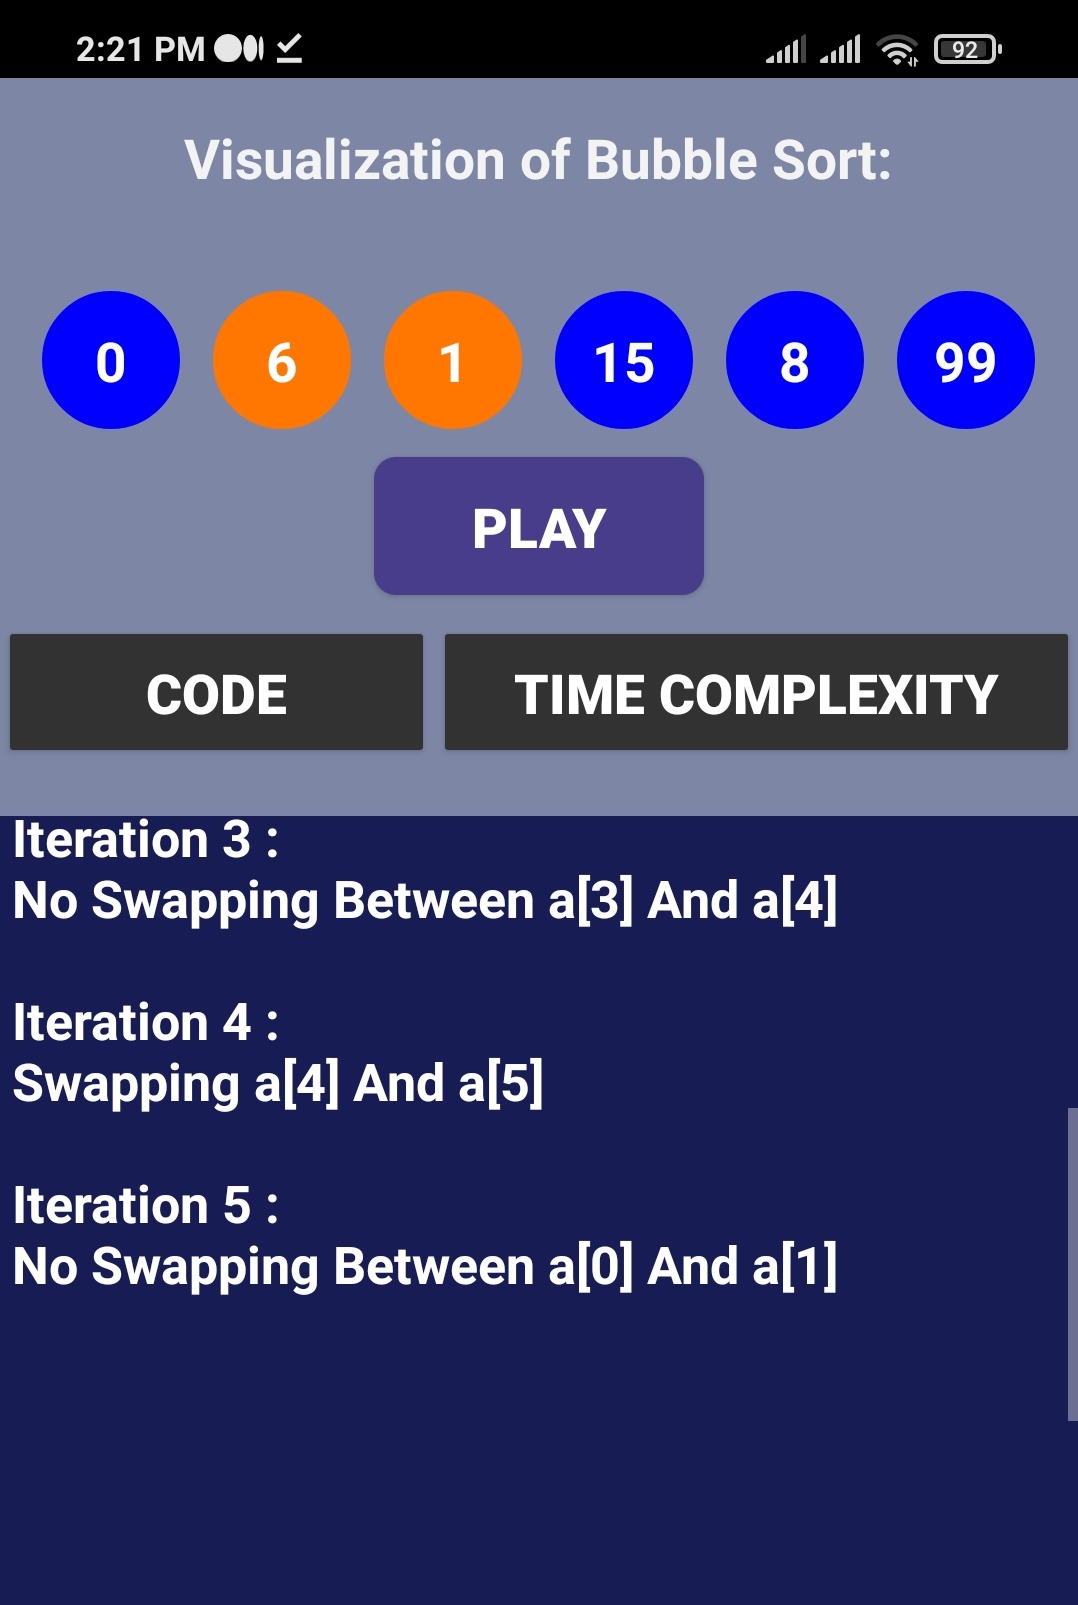 2:21 PM
92
Visualization of Bubble Sort:
0 6 1 15 8 99
PLAY
CODE TIME COMPLEXITY
Iteration 3 :
No Swapping Between a[3] And a[4]
Iteration 4 :
Swapping a[4] And a[5]
Iteration 5 :
No Swapping Between a[0] And a[1]